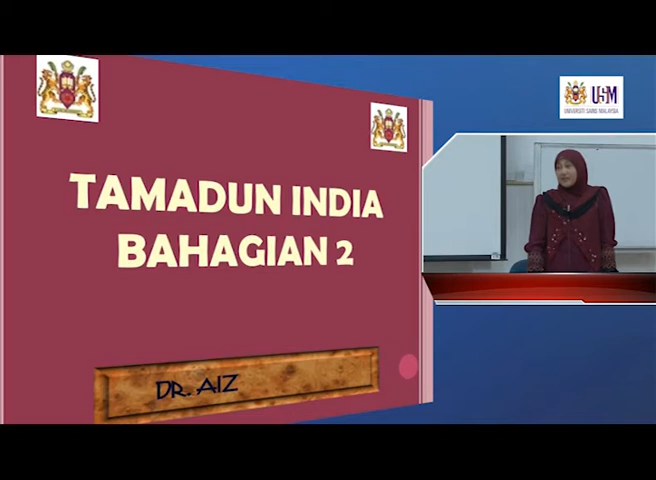 USM
UNIVERSITI SAINS MALAYSIA
TAMADUN INDIA
BAHAGIAN 2
DR. AIZ